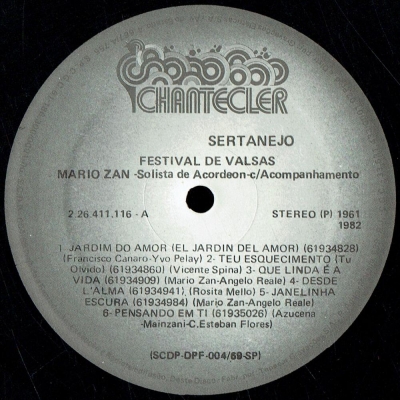 CHANTECLER
SERTANEJO
FESTIVAL DE VALSAS
MARIO ZAN -Solista de Acordeon-c/Acompanhamento
2 26.411.116 - A
STEREO (P) 1961
1982
1 JARDIM DO AMOR (EL JARDIN DEL AMOR) (61934828)
(Francisco Canaro-Yvo Pelay) 2- TEU ESQUECIMENTO (Tu
Olvido) (61934860) (Vicente Spina) 3- QUE LINDA É A
VIDA (61934909) (Mario Zan-Angelo Reale) 4- DESDE
L'ALMA (61934941), (Rosita Mello) 5- JANELINHA
ESCURA (61934984) (Mario Zan-Angelo Reale)
6- PENSANDO EM TI (61935026) (Azucena
-Mainzani-C.Esteban Flores)
(SCDP-DPF-004/69-SP)